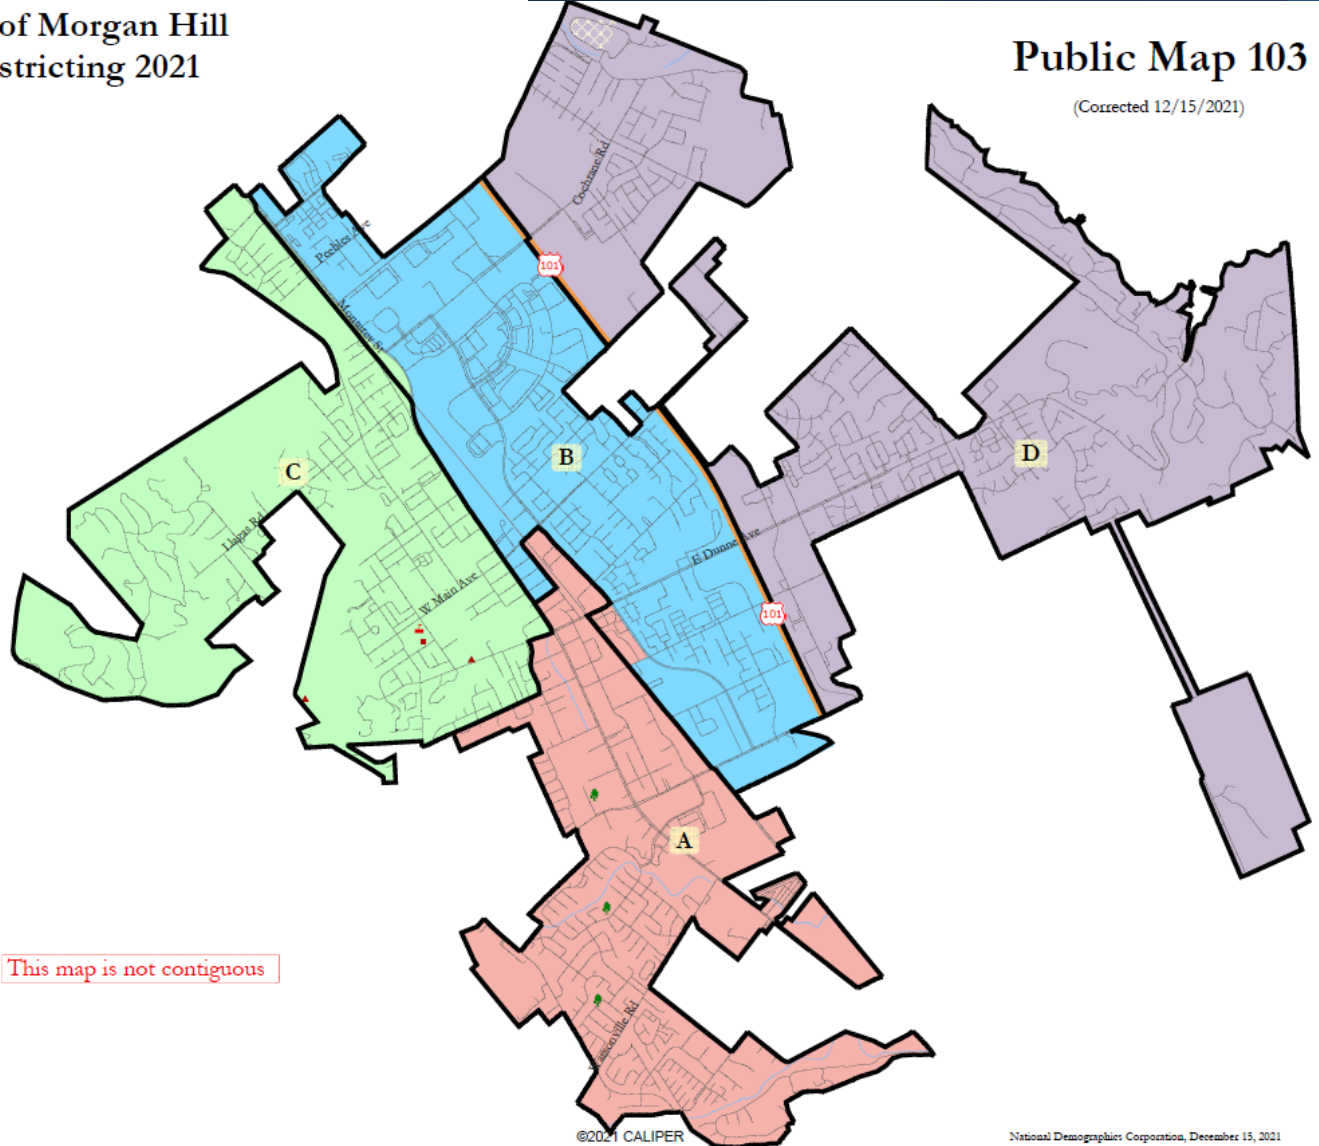 of Morgan Hill
stricting 2021
Public Map 103
(Corrected 12/15/2021)
Cochrane Rd
Peebles Ave
101
Monterey St
B
D
C
Llagas Rd
E Dunne Ave
W Main Ave
101
A
This map is not contiguous
Watsonville Rd
©2021 CALIPER
National Demographics Corporation, December 15, 2021